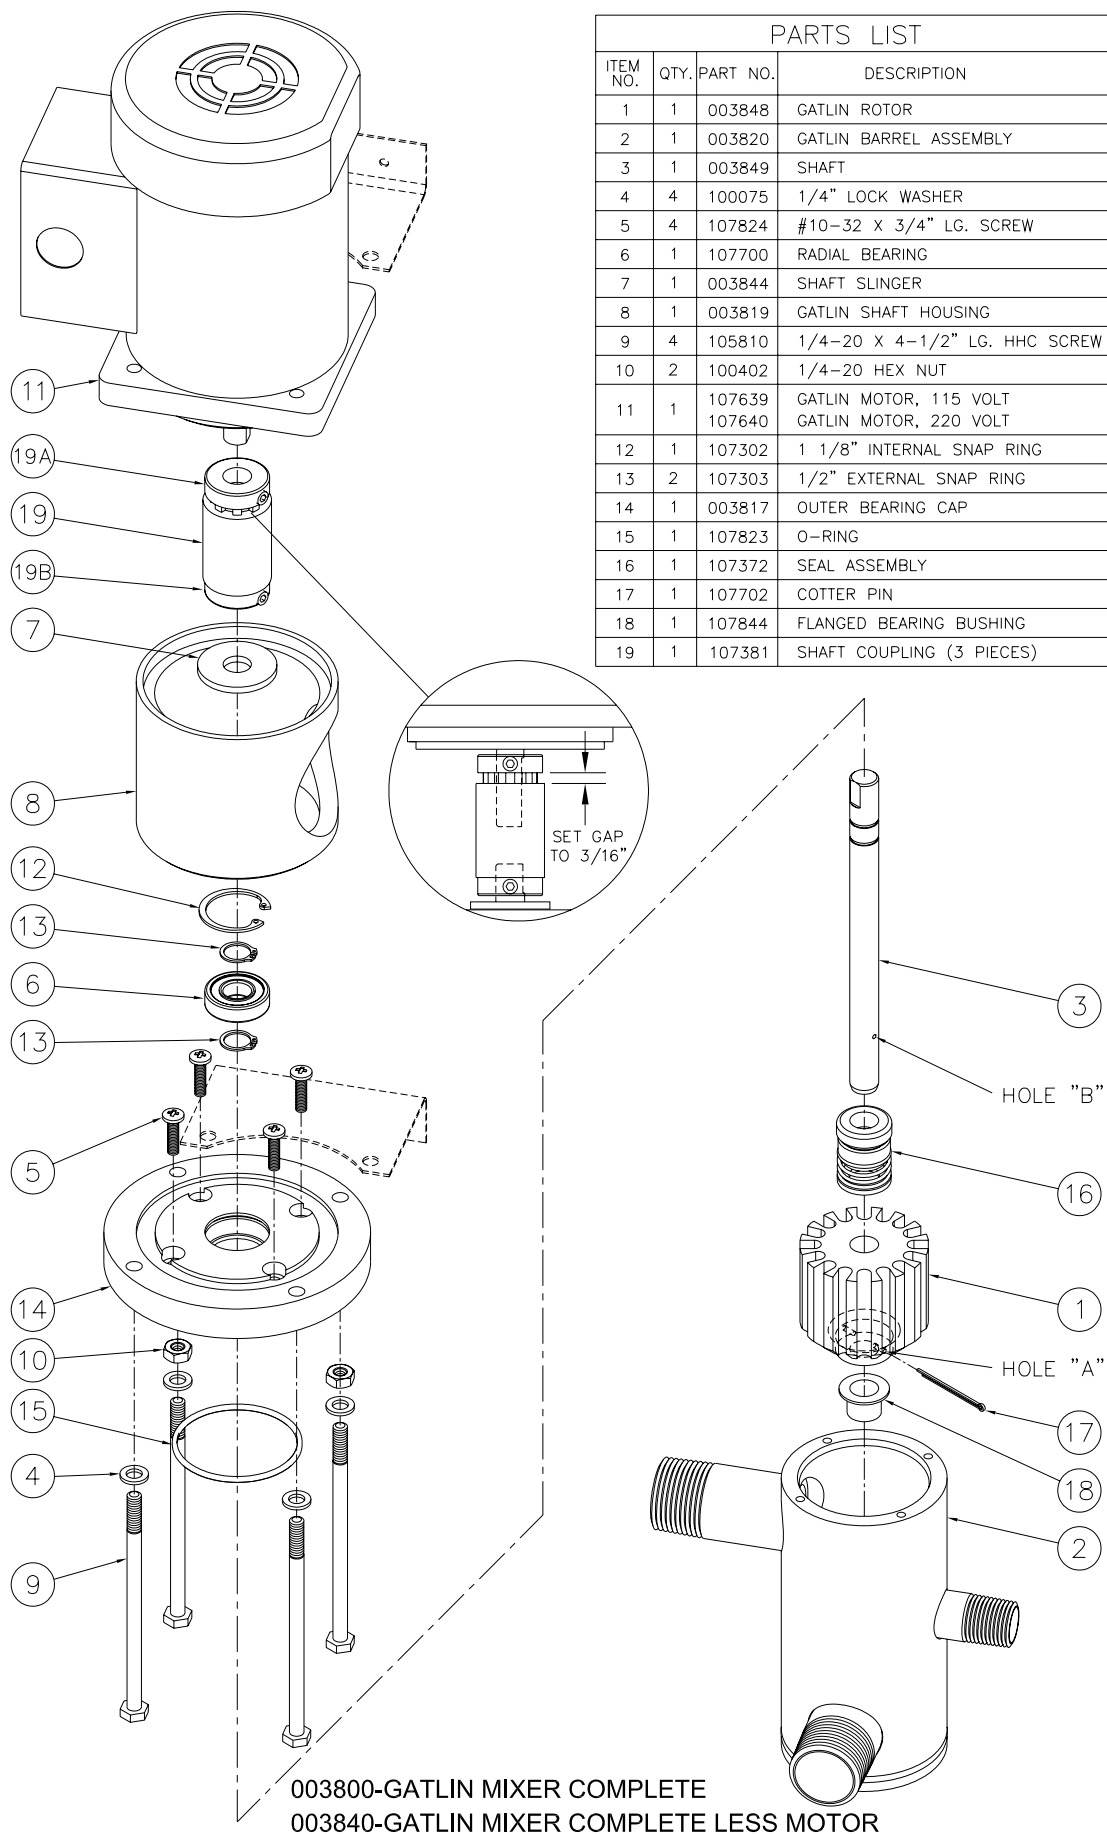 PARTS LIST
ITEM NO. QTY. PART NO. DESCRIPTION
1 1 003848 GATLIN ROTOR
2 1 003820 GATLIN BARREL ASSEMBLY
3 1 003849 SHAFT
4 4 100075 1/4” LOCK WASHER
5 4 107824 #10-32 X 3/4” LG. SCREW
6 1 107700 RADIAL BEARING
7 1 003844 SHAFT SLINGER
8 1 003819 GATLIN SHAFT HOUSING
9 4 105810 1/4-20 X 4-1/2” LG. HHC SCREW
10 2 100402 1/4-20 HEX NUT
11 1 107639 GATLIN MOTOR, 115 VOLT
107640 GATLIN MOTOR, 220 VOLT
12 1 107302 1 1/8” INTERNAL SNAP RING
13 2 107303 1/2” EXTERNAL SNAP RING
14 1 003817 OUTER BEARING CAP
15 1 107823 O-RING
16 1 107372 SEAL ASSEMBLY
17 1 107702 COTTER PIN
18 1 107844 FLANGED BEARING BUSHING
19 1 107381 SHAFT COUPLING (3 PIECES)
11
19A
19
19B
7
8
12
13
6
13
5
14
10
15
4
9
SET GAP
TO 3/16”
3
HOLE "B"
16
1
HOLE "A"
17
18
2
003800-GATLIN MIXER COMPLETE
003840-GATLIN MIXER COMPLETE LESS MOTOR